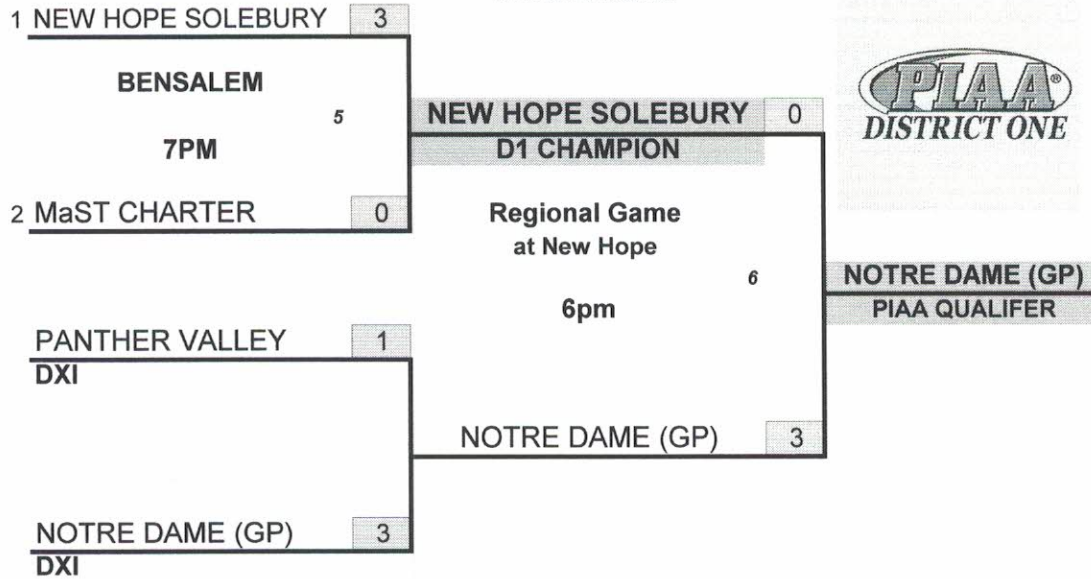 1 NEW HOPE SOLEBURY 3
BENSALEM
5
7PM
2 MaST CHARTER 0
NEW HOPE SOLEBURY 0
D1 CHAMPION
Regional Game
at New Hope
6
6pm
PIAA®
DISTRICT ONE
NOTRE DAME (GP)
PIAA QUALIFER
PANTHER VALLEY 1
DXI
NOTRE DAME (GP) 3
NOTRE DAME (GP) 3
DXI